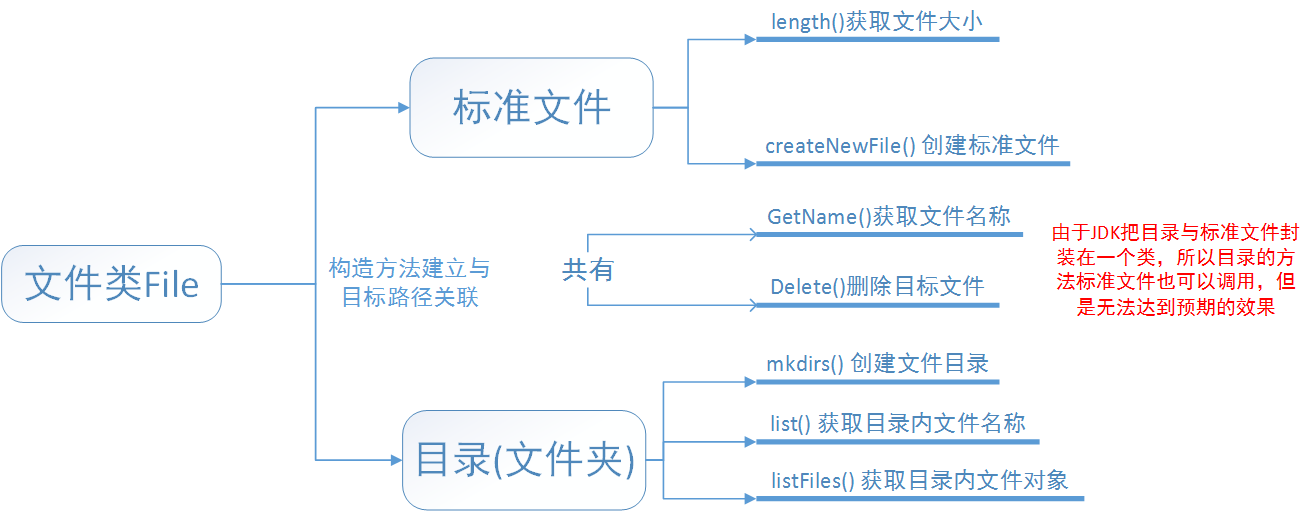 length()获取文件大小
标准文件
createNewFile() 创建标准文件
GetName()获取文件名称
由于JDK把目录与标准文件封
装在一个类，所以目录的方
法标准文件也可以调用，但
是无法达到预期的效果
文件类File
构造方法建立与
目标路径关联
共有
Delete()删除目标文件
mkdirs() 创建文件目录
目录(文件夹)
list() 获取目录内文件名称
listFiles() 获取目录内文件对象